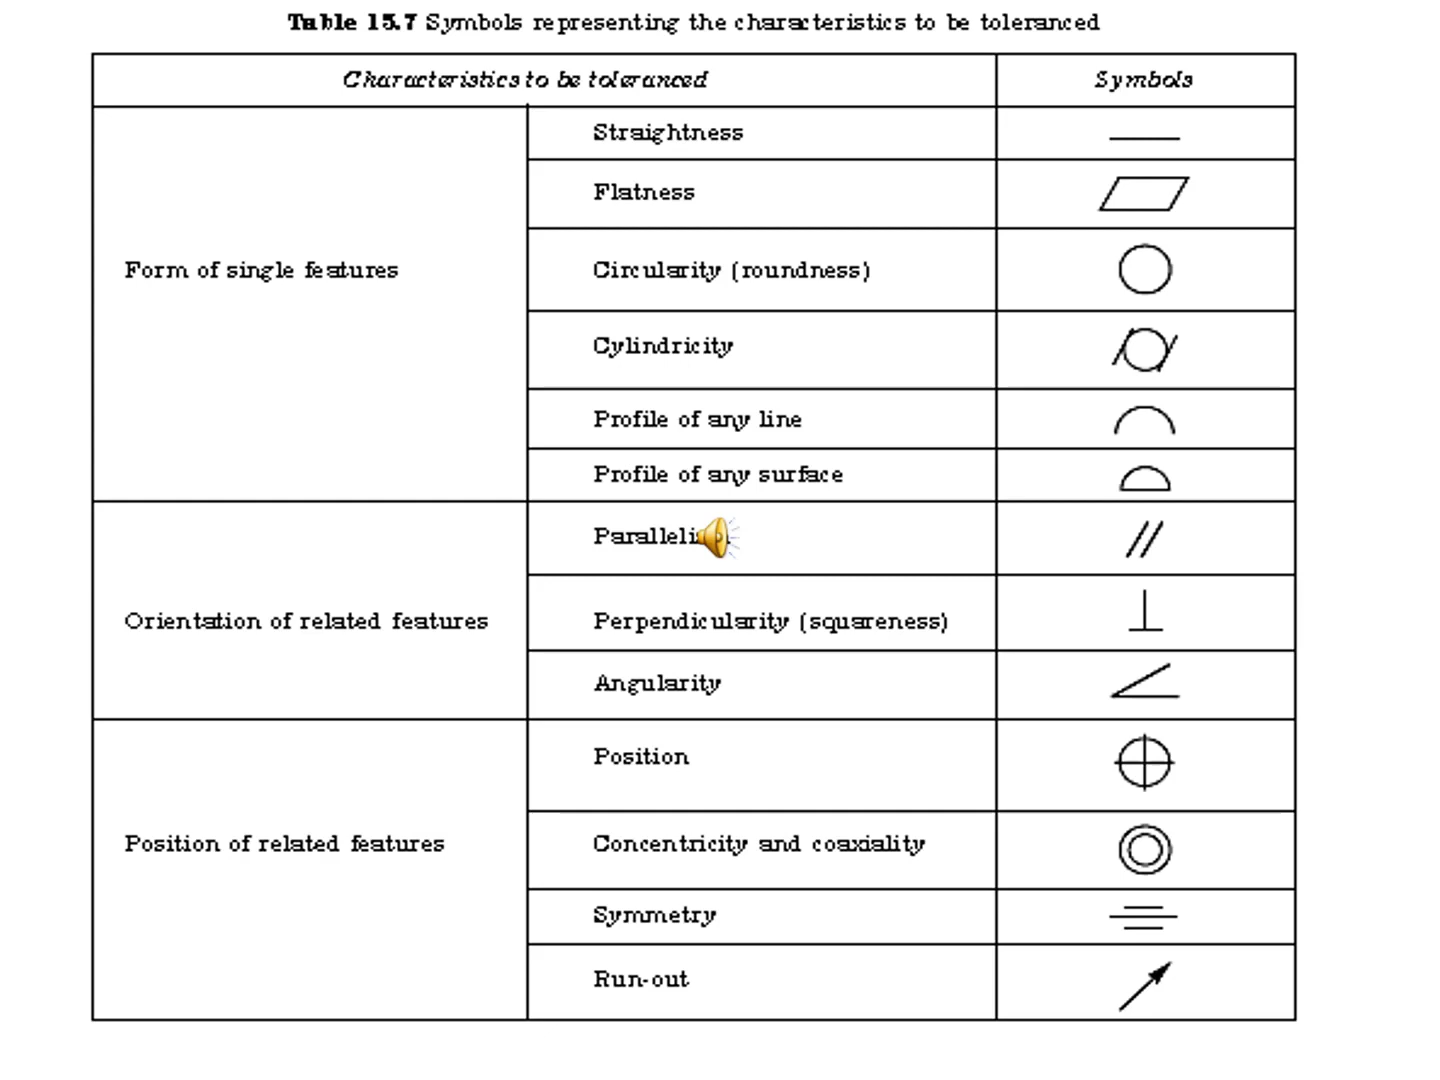 Table 15.7 Symbols representing the characteristics to be toleranced
Characteristics to be toleranced Symbols
Straightness
Flatness
Form of single features Circularity (roundness)
Cylindricity
Profile of any line
Profile of any surface
Orientation of related features Perpendicularity (squareness)
Angularity
Position
Position of related features Concentricity and coaxiality
Symmetry
Run-out